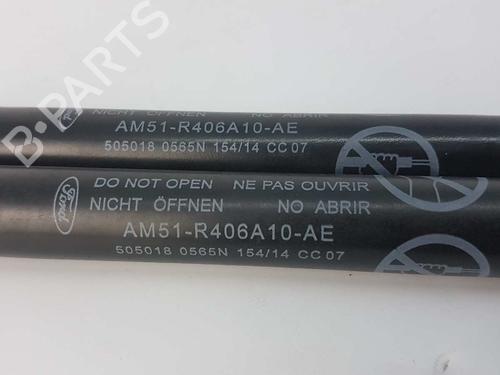 B-PARTS
NICHT ÖFFNEN NO ABRIR
AM51-R406A10-AE
505018 0565N 154/14 CC 07
Ford
DO NOT OPEN NE PAS OUVRIR
NICHT ÖFFNEN NO ABRIR
AM51-R406A10-AE
505018 0565N 154/14 CC 07